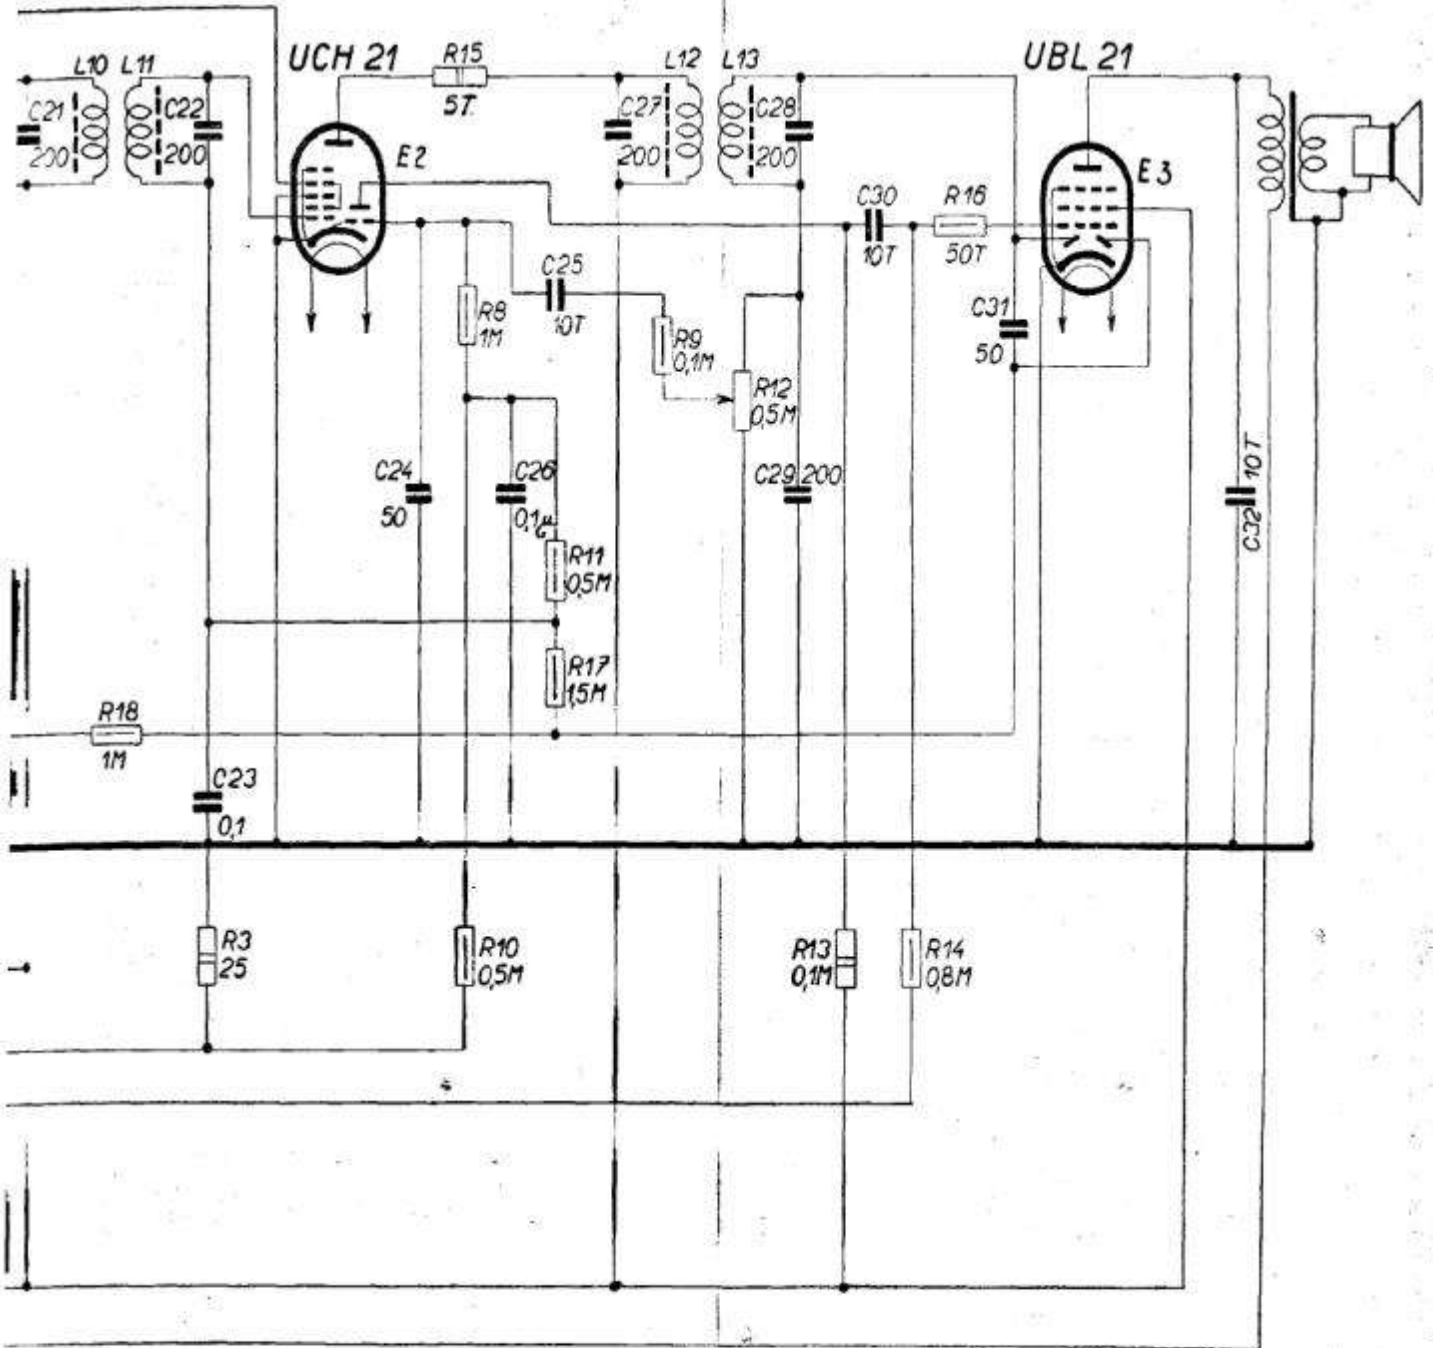 UCH 21
R15
5T.
L12 L13
UBL 21
L10 L11
C21
200
C22
200
E2
C27
200
C28
200
E3
C30
10T
R16
50T
C25
10T
R8
1M
R9
0,1M
C31
50
R12
0,5M
C24
50
C26
0,1µ
C29 200
C32 10T
R11
0,5M
R17
1,5M
R18
1M
C23
0,1
R3
25
R10
0,5M
R13
0,1M
R14
0,8M